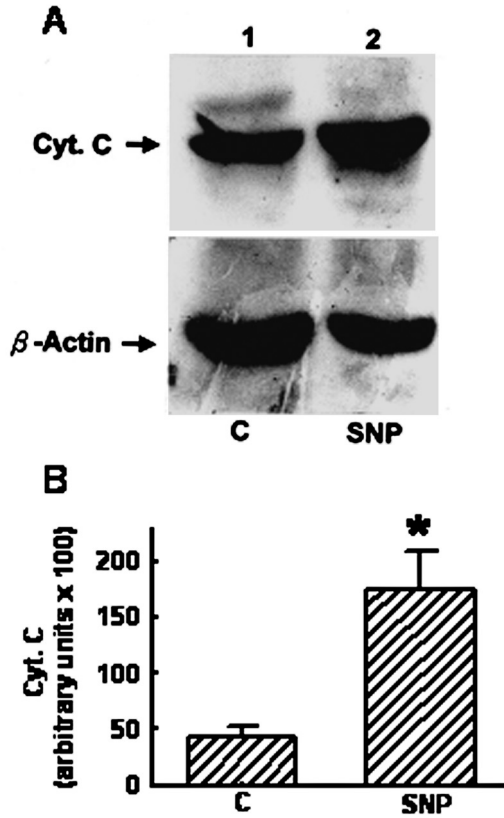 A
1 2
Cyt. C →
β-Actin →
C SNP
B
Cyt. C
(arbitrary units x 100)
200
150
100
50
0
*
C SNP